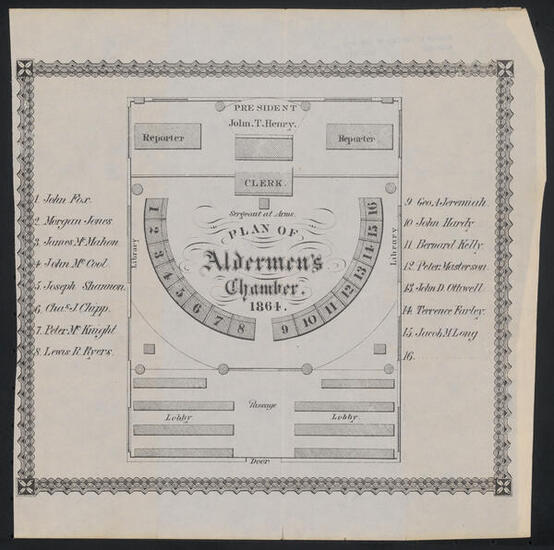 PRESIDENT
John. T. Henry.
Reporter
Reporter
CLERK.
Sergeant at Arms.
PLAN OF
Aldermen's
Chamber.
1864.
Library
Library
1 2 3 4 5 6 7 8
9 10 11 12 13 14 15 16
1 John Fox.
2 Morgan Jones
3 James McMahon
4 John McCool
5 Joseph Shannon.
6 Chas. J. Chipp.
7 Peter McKnight
8 Lewis R. Ryers.
9 Geo. A. Jeremiah.
10 John Hardy
11 Bernard Kelly.
12 Peter Masterson.
13 John D. Ottiwell
14 Terrence Farley.
15 Jacob M. Long
16
Passage
Lobby
Lobby.
Door